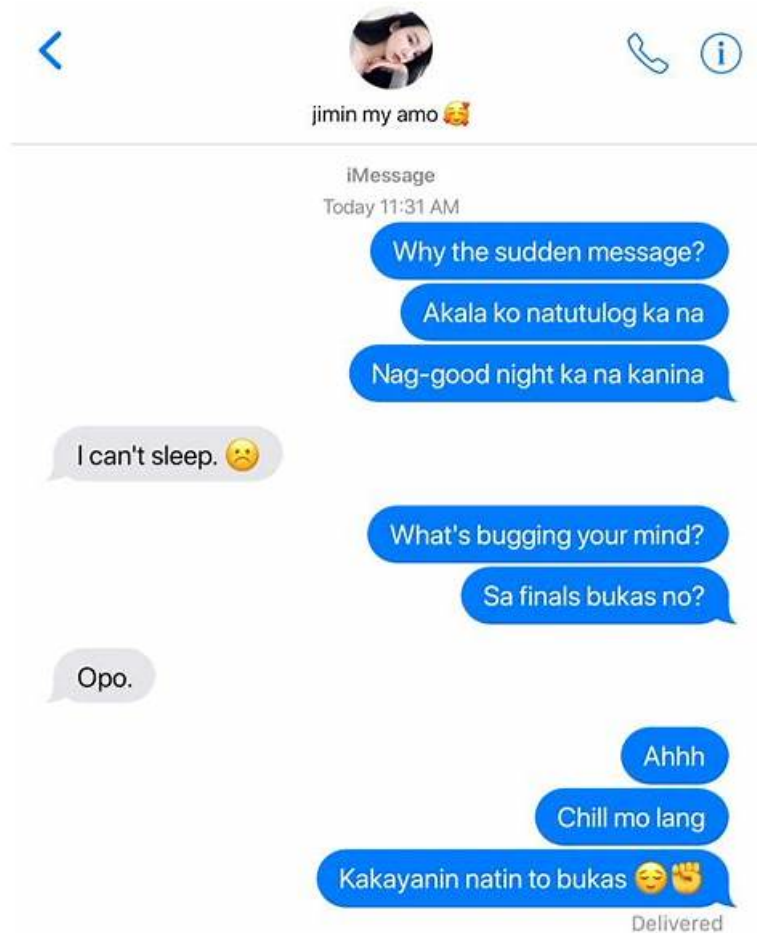 jimin my amo 🥰
iMessage
Today 11:31 AM
Why the sudden message?
Akala ko natutulog ka na
Nag-good night ka na kanina
I can't sleep. ☹️
What's bugging your mind?
Sa finals bukas no?
Opo.
Ahhh
Chill mo lang
Kakayanin natin to bukas 😌✊
Delivered